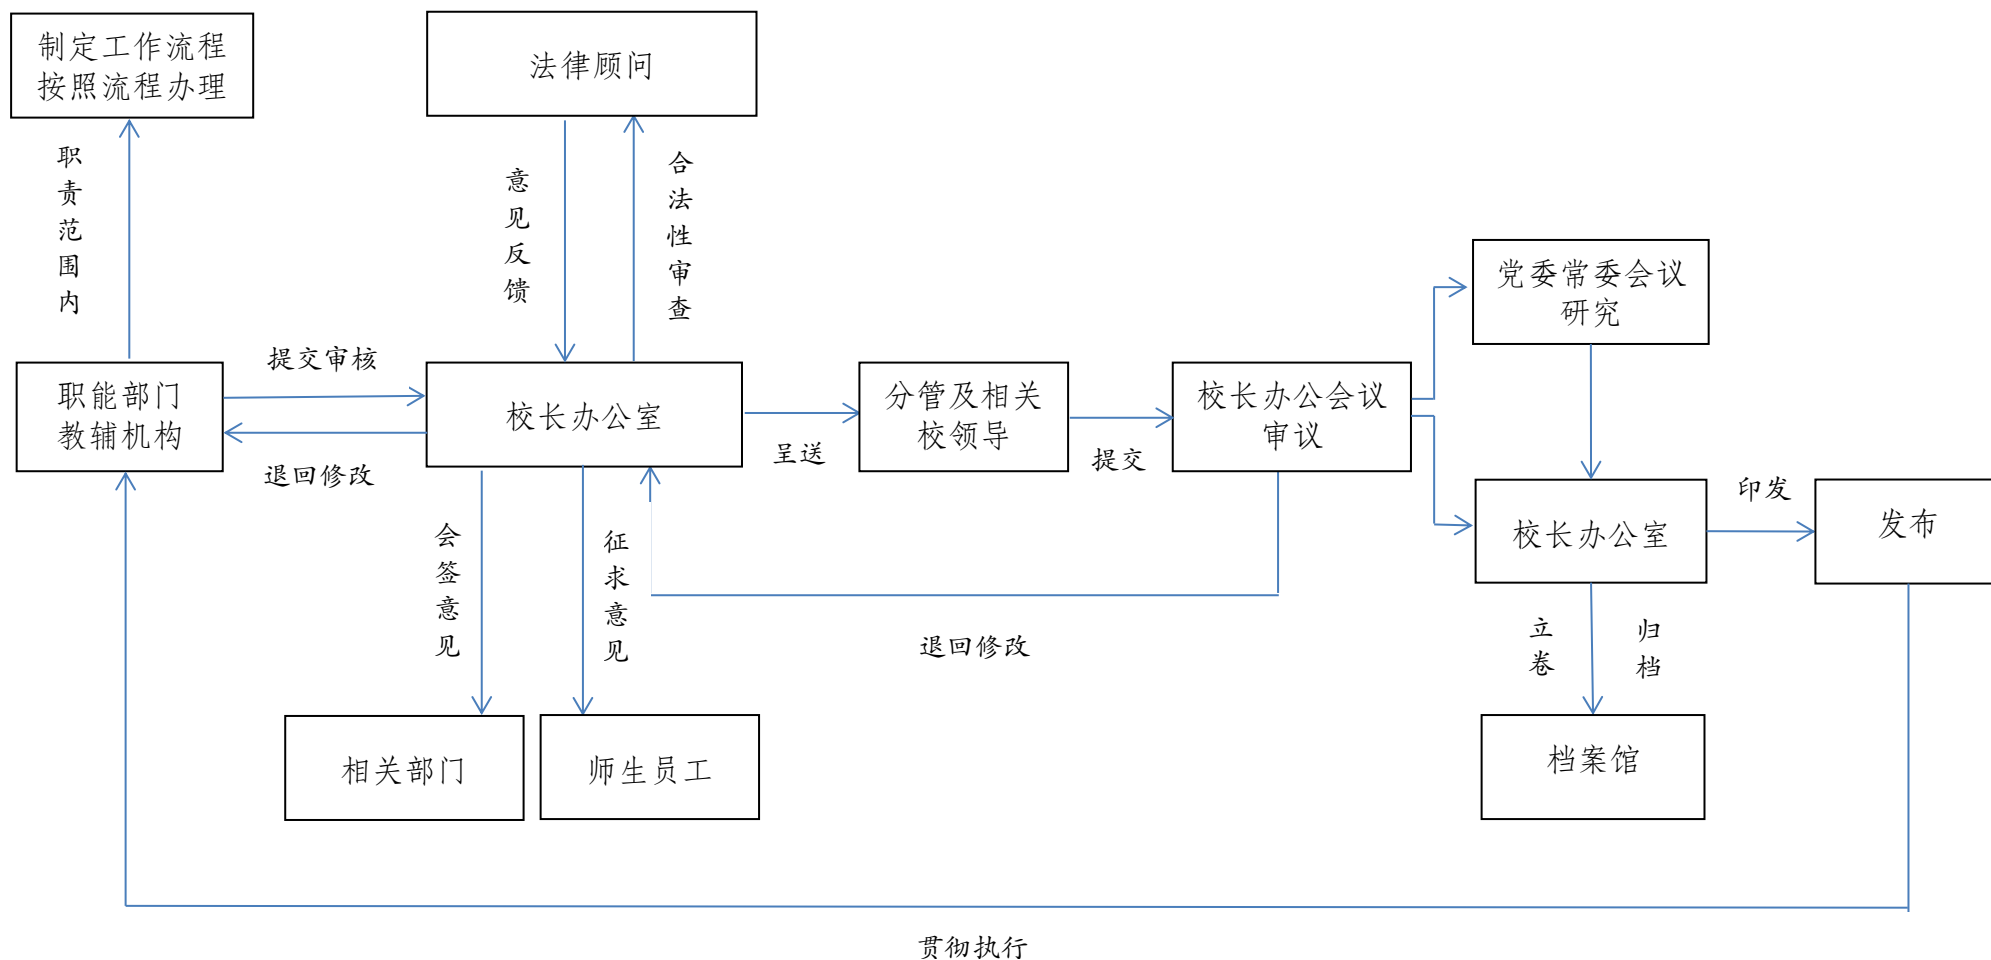 制定工作流程
按照流程办理
法律顾问
职责范围内
意见反馈
合法性审查
党委常委会议
研究
提交审核
职能部门
教辅机构
退回修改
校长办公室
呈送
分管及相关
校领导
提交
校长办公会议
审议
校长办公室
印发
发布
会签意见
征求意见
退回修改
立卷
归档
相关部门
师生员工
档案馆
贯彻执行